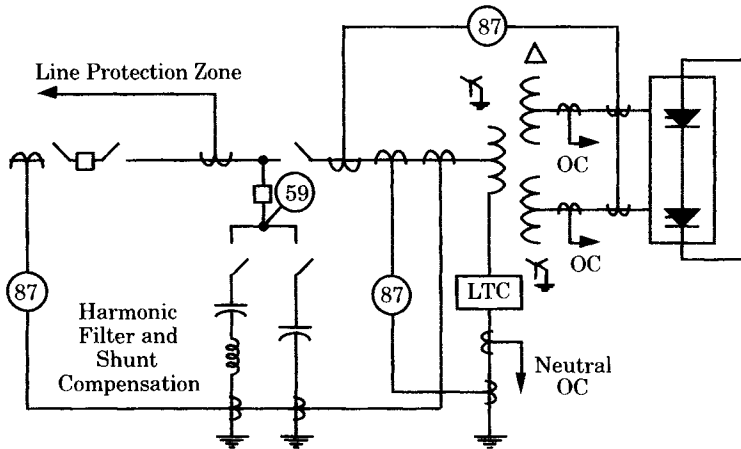 87
Line Protection Zone
OC
59
OC
87
87
LTC
Harmonic
Filter and
Shunt
Compensation
Neutral
OC